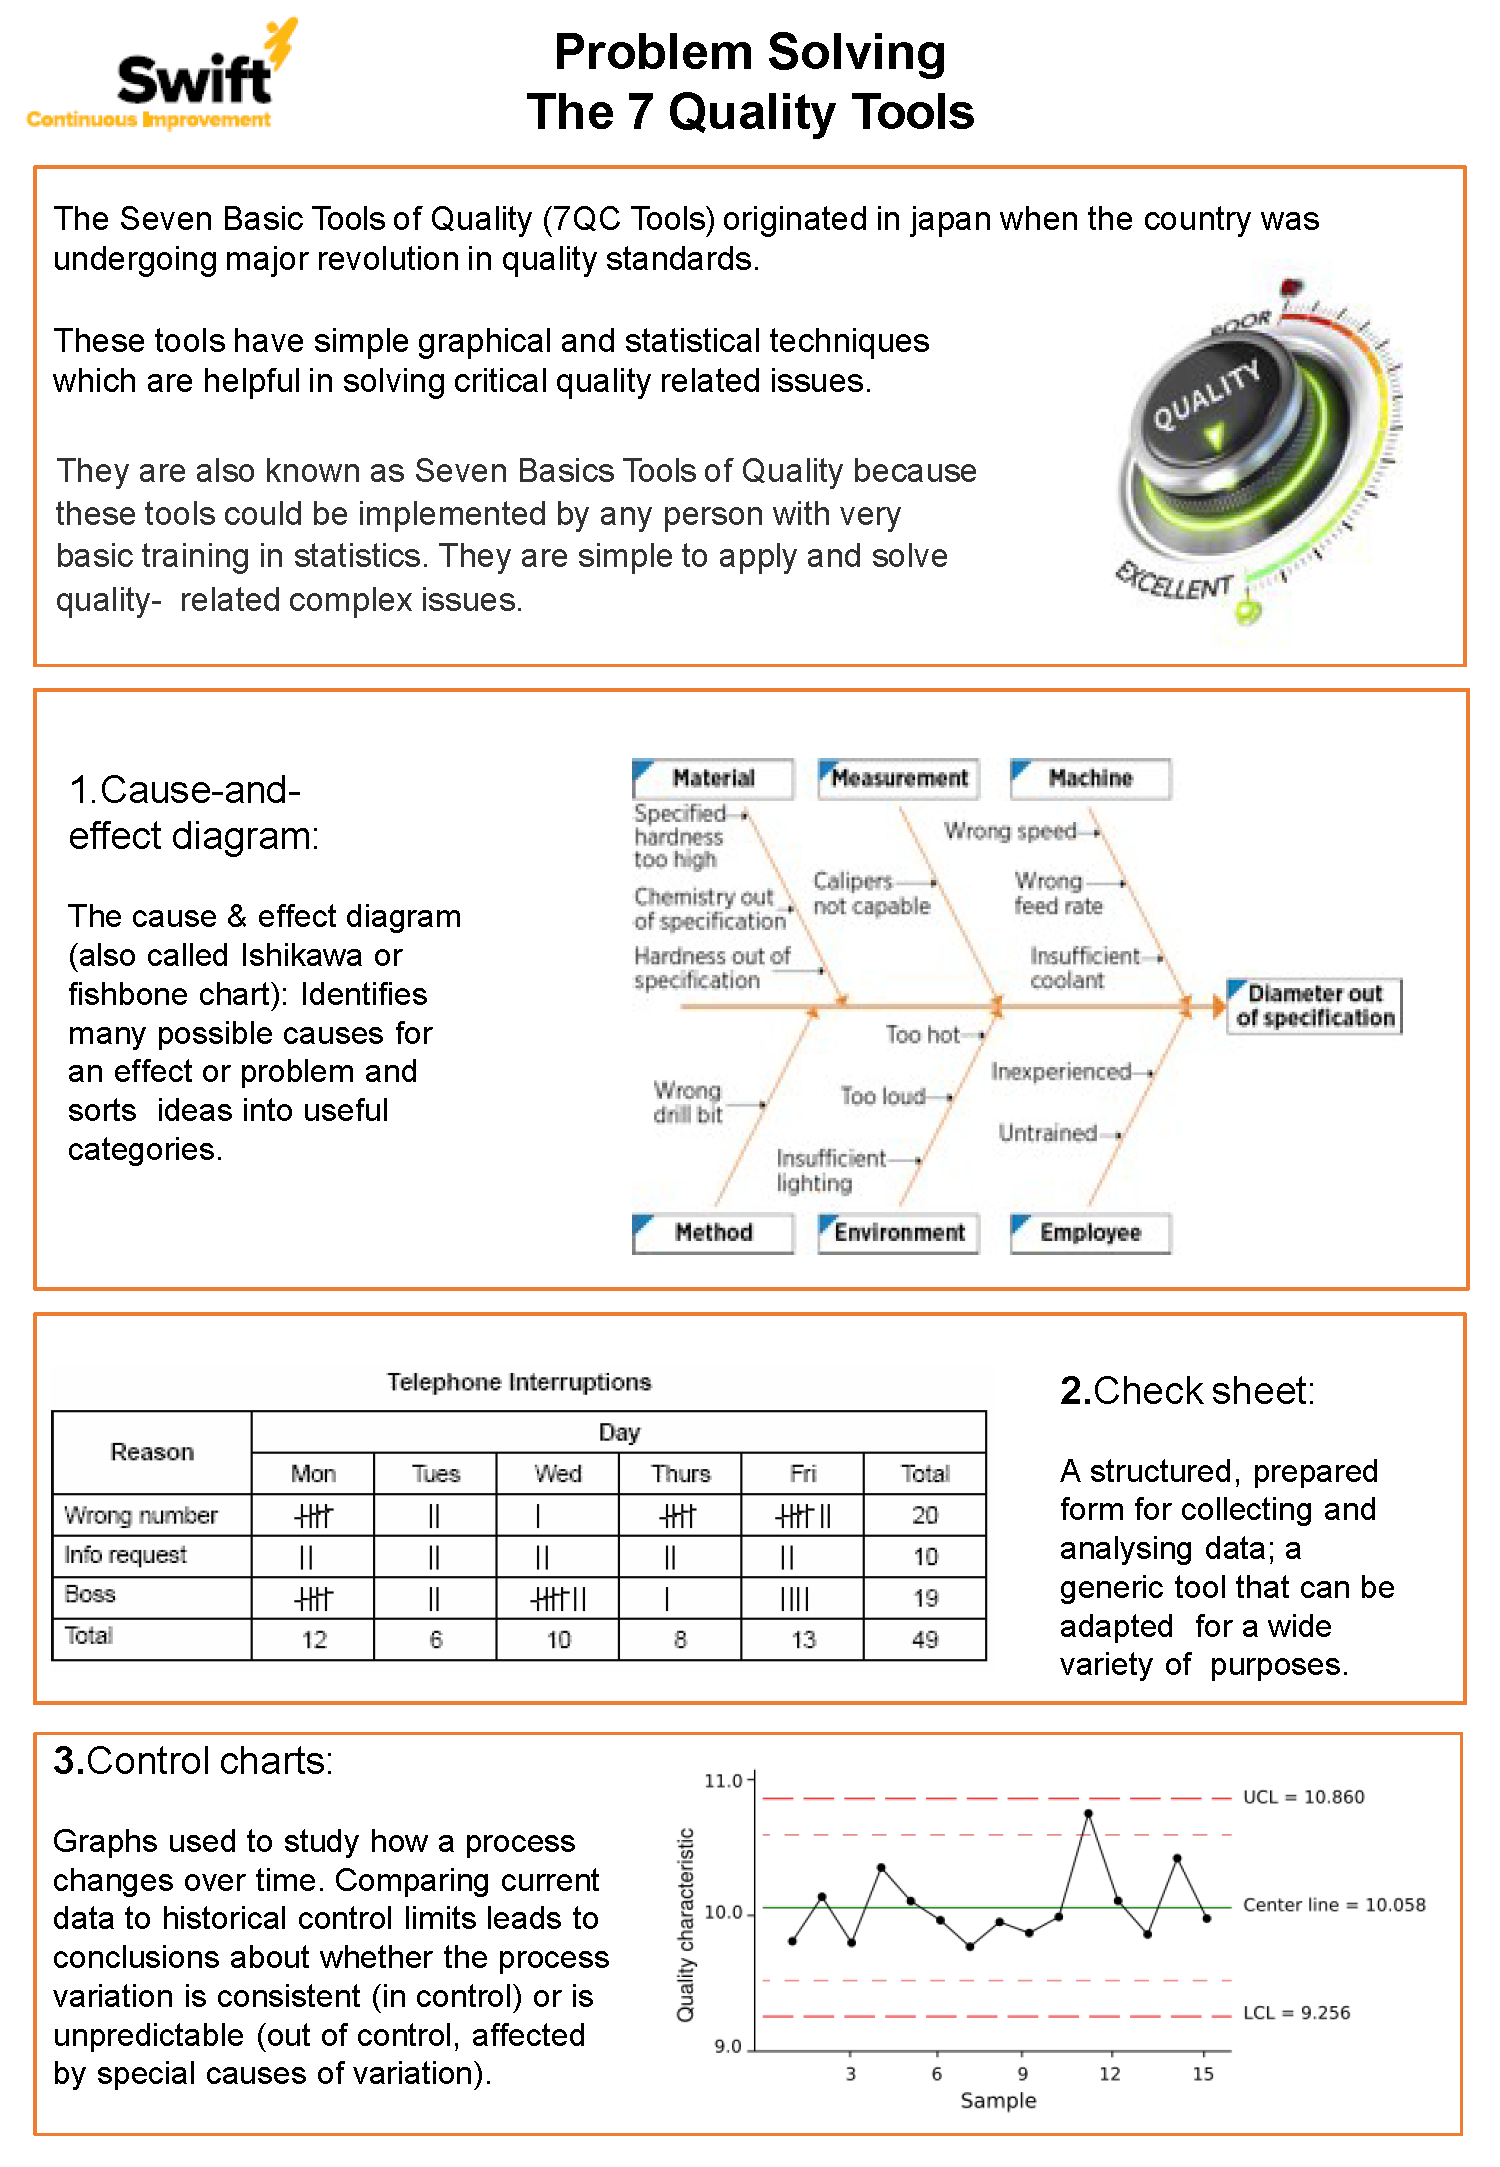 Swift
Continuous Improvement
Problem Solving
The 7 Quality Tools
The Seven Basic Tools of Quality (7QC Tools) originated in japan when the country was
undergoing major revolution in quality standards.
These tools have simple graphical and statistical techniques
which are helpful in solving critical quality related issues.
They are also known as Seven Basics Tools of Quality because
these tools could be implemented by any person with very
basic training in statistics. They are simple to apply and solve
quality- related complex issues.
POOR
QUALITY
EXCELLENT
1.Cause-and-
effect diagram:
The cause & effect diagram
(also called Ishikawa or
fishbone chart): Identifies
many possible causes for
an effect or problem and
sorts ideas into useful
categories.
Material
Measurement
Machine
Specified
hardness
too high
Chemistry out
of specification
Hardness out of
specification
Calipers
not capable
Wrong speed
Wrong
feed rate
Insufficient
coolant
Diameter out
of specification
Wrong
drill bit
Too hot
Too loud
Insufficient
lighting
Inexperienced
Untrained
Method
Environment
Employee
Telephone Interruptions
Reason
Day
Mon Tues Wed Thurs Fri Total
Wrong number 20
Info request 10
Boss 19
Total 12 6 10 8 13 49
2.Check sheet:
A structured, prepared
form for collecting and
analysing data; a
generic tool that can be
adapted for a wide
variety of purposes.
3.Control charts:
Graphs used to study how a process
changes over time. Comparing current
data to historical control limits leads to
conclusions about whether the process
variation is consistent (in control) or is
unpredictable (out of control, affected
by special causes of variation).
Quality characteristic
11.0
10.0
9.0
UCL = 10.860
Center line = 10.058
LCL = 9.256
3 6 9 12 15
Sample